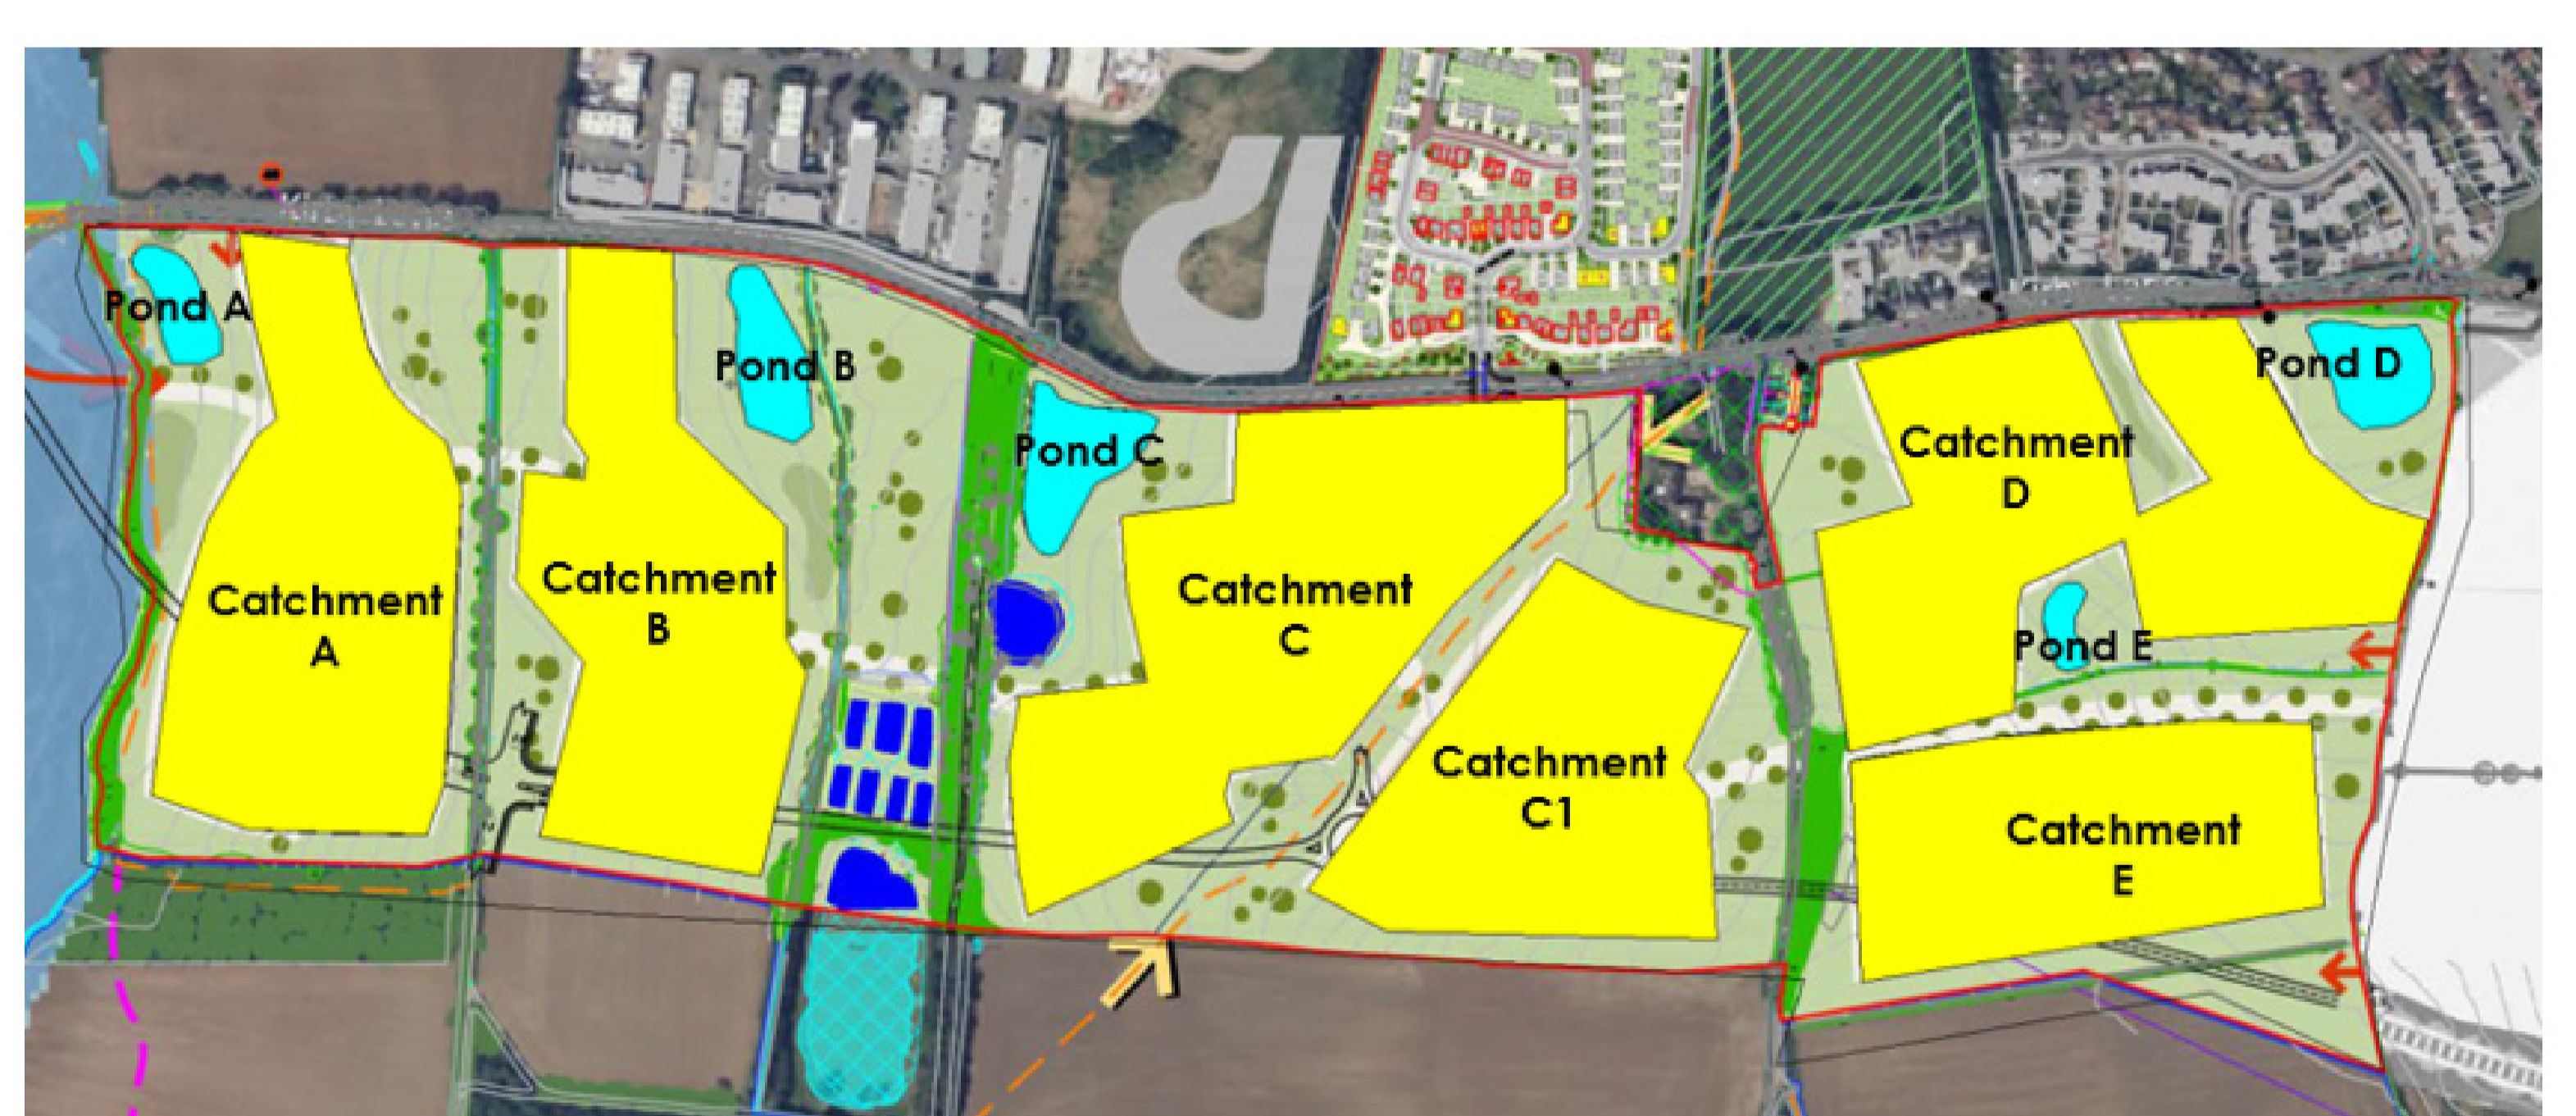 Pond A
Pond B
Pond C
Pond D
Catchment
D
Catchment
A
Catchment
B
Catchment
C
Pond E
Catchment
C1
Catchment
E